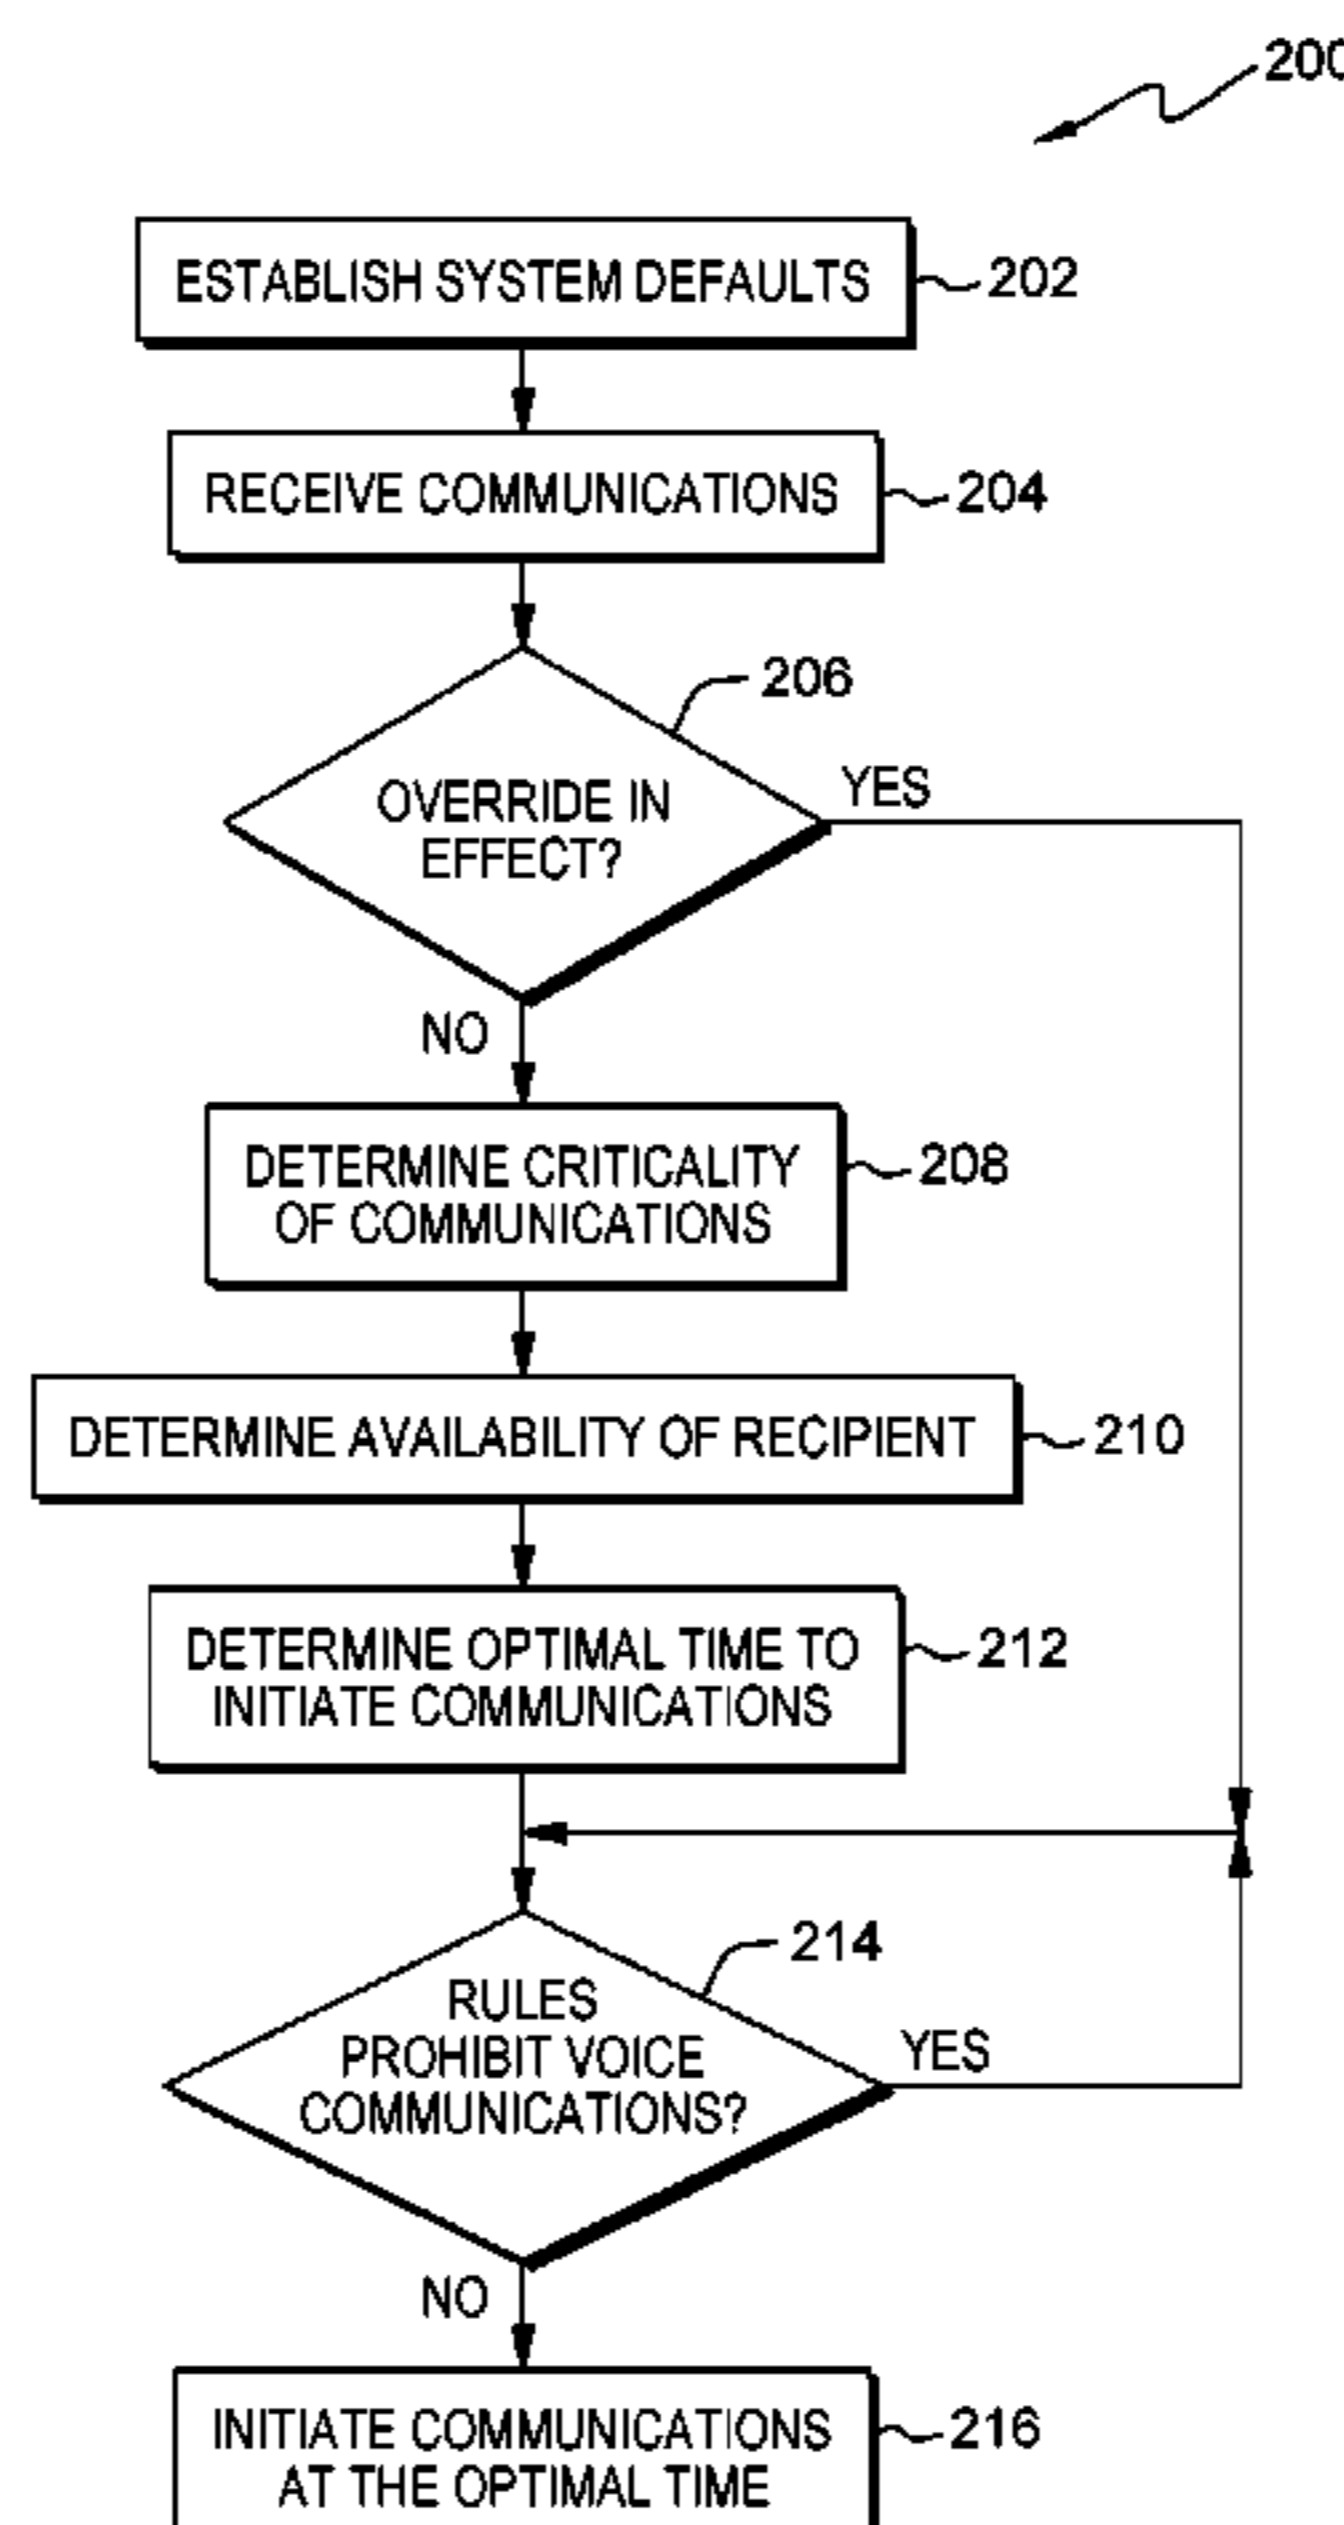 200
ESTABLISH SYSTEM DEFAULTS
202
RECEIVE COMMUNICATIONS
204
206
OVERRIDE IN
EFFECT?
YES
NO
DETERMINE CRITICALITY
OF COMMUNICATIONS
208
DETERMINE AVAILABILITY OF RECIPIENT
210
DETERMINE OPTIMAL TIME TO
INITIATE COMMUNICATIONS
212
214
RULES
PROHIBIT VOICE
COMMUNICATIONS?
YES
NO
INITIATE COMMUNICATIONS
AT THE OPTIMAL TIME
216